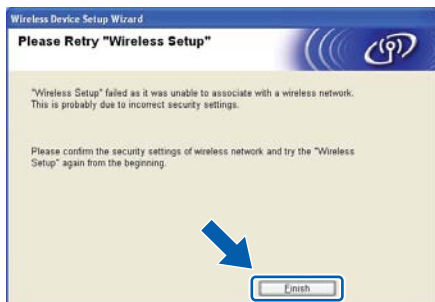 Wireless Device Setup Wizard
Please Retry "Wireless Setup"
"Wireless Setup" failed as it was unable to associate with a wireless network.
This is probably due to incorrect security settings.
Please confirm the security settings of wireless network and try the "Wireless
Setup" again from the beginning.
Finish